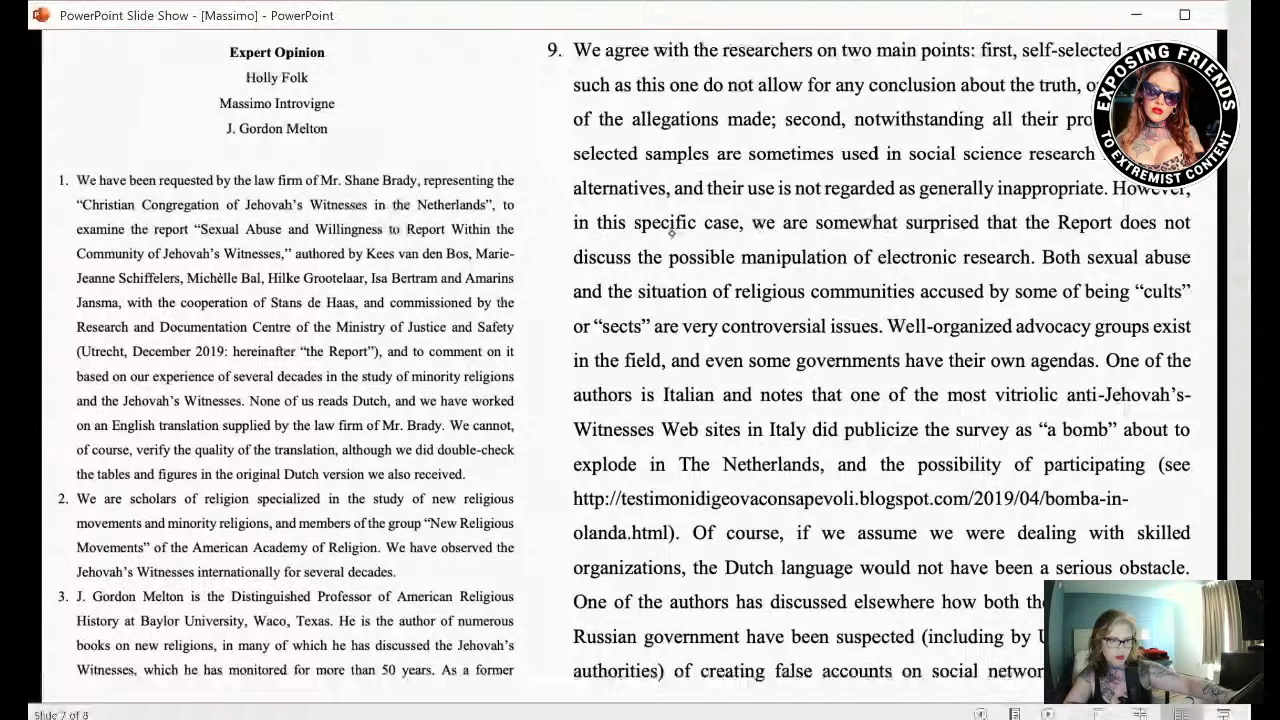 PowerPoint Slide Show - [Massimo] - PowerPoint
Expert Opinion
Holly Folk
Massimo Introvigne
J. Gordon Melton
1. We have been requested by the law firm of Mr. Shane Brady, representing the
“Christian Congregation of Jehovah’s Witnesses in the Netherlands”, to
examine the report “Sexual Abuse and Willingness to Report Within the
Community of Jehovah’s Witnesses,” authored by Kees van den Bos, Marie-
Jeanne Schiffelers, Michèlle Bal, Hilke Grootelaar, Isa Bertram and Amarins
Jansma, with the cooperation of Stans de Haas, and commissioned by the
Research and Documentation Centre of the Ministry of Justice and Safety
(Utrecht, December 2019: hereinafter “the Report”), and to comment on it
based on our experience of several decades in the study of minority religions
and the Jehovah’s Witnesses. None of us reads Dutch, and we have worked
on an English translation supplied by the law firm of Mr. Brady. We cannot,
of course, verify the quality of the translation, although we did double-check
the tables and figures in the original Dutch version we also received.
2. We are scholars of religion specialized in the study of new religious
movements and minority religions, and members of the group “New Religious
Movements” of the American Academy of Religion. We have observed the
Jehovah’s Witnesses internationally for several decades.
3. J. Gordon Melton is the Distinguished Professor of American Religious
History at Baylor University, Waco, Texas. He is the author of numerous
books on new religions, in many of which he has discussed the Jehovah’s
Witnesses, which he has monitored for more than 50 years. As a former
9. We agree with the researchers on two main points: first, self-selected
such as this one do not allow for any conclusion about the truth,
of the allegations made; second, notwithstanding all their
selected samples are sometimes used in social science research
alternatives, and their use is not regarded as generally inappropriate. However,
in this specific case, we are somewhat surprised that the Report does not
discuss the possible manipulation of electronic research. Both sexual abuse
and the situation of religious communities accused by some of being “cults”
or “sects” are very controversial issues. Well-organized advocacy groups exist
in the field, and even some governments have their own agendas. One of the
authors is Italian and notes that one of the most vitriolic anti-Jehovah’s-
Witnesses Web sites in Italy did publicize the survey as “a bomb” about to
explode in The Netherlands, and the possibility of participating (see
http://testimonidigeovaconsapevoli.blogspot.com/2019/04/bomba-in-
olanda.html). Of course, if we assume we were dealing with skilled
organizations, the Dutch language would not have been a serious obstacle.
One of the authors has discussed elsewhere how both
Russian government have been suspected (including by
authorities) of creating false accounts on social
EXPOSING FRIENDS
TO EXTREMIST CONTENT
Slide 7 of 8